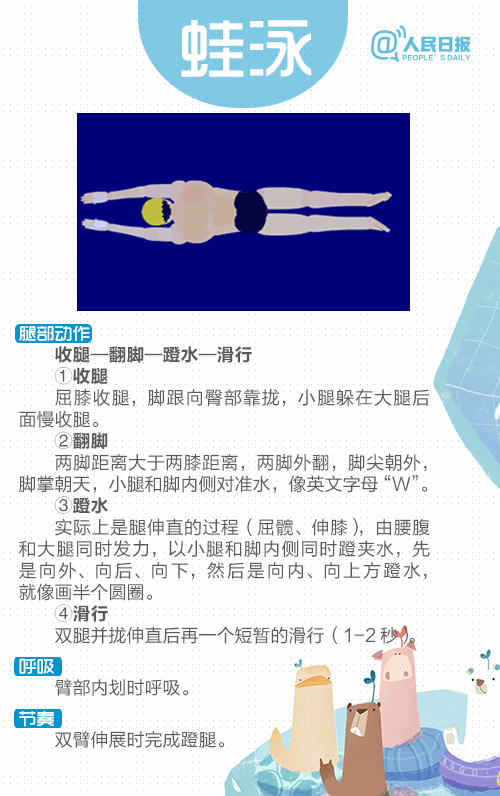 蛙泳
@人民日报
PEOPLE'S DAILY
腿部动作
收腿—翻脚—蹬水—滑行
①收腿
屈膝收腿，脚跟向臀部靠拢，小腿躲在大腿后
面慢收腿。
②翻脚
两脚距离大于两膝距离，两脚外翻，脚尖朝外，
脚掌朝天，小腿和脚内侧对准水，像英文字母“W”。
③蹬水
实际上是腿伸直的过程（屈髋、伸膝），由腰腹
和大腿同时发力，以小腿和脚内侧同时蹬夹水，先
是向外、向后、向下，然后是向内、向上方蹬水，
就像画半个圆圈。
④滑行
双腿并拢伸直后再一个短暂的滑行（1-2秒）。
呼吸
臂部内划时呼吸。
节奏
双臂伸展时完成蹬腿。